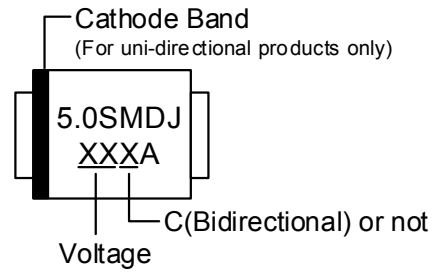 Cathode Band
(For uni-directional products only)
5.0SMDJ
XXXA
C(Bidirectional) or not
Voltage